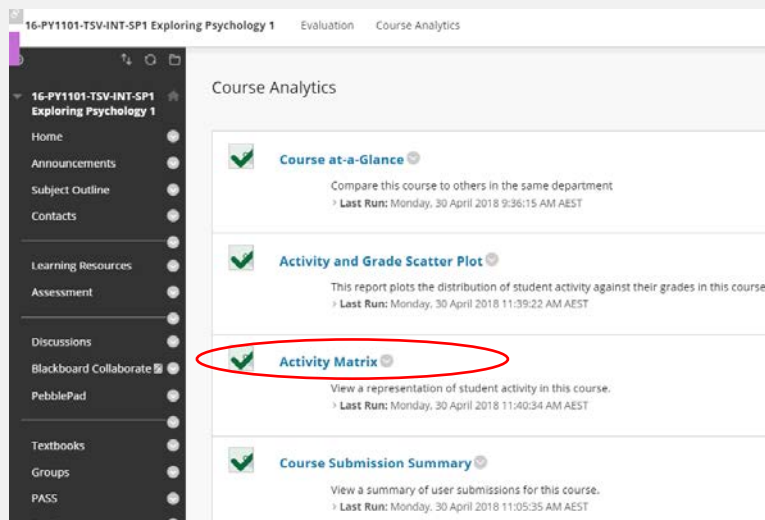 16-PY1101-TSV-INT-SP1 Exploring Psychology 1 Evaluation Course Analytics
16-PY1101-TSV-INT-SP1
Exploring Psychology 1
Home
Announcements
Subject Outline
Contacts
Learning Resources
Assessment
Discussions
Blackboard Collaborate
PebblePad
Textbooks
Groups
PASS
Course Analytics
Course at-a-Glance
Compare this course to others in the same department
> Last Run: Monday, 30 April 2018 9:36:15 AM AEST
Activity and Grade Scatter Plot
This report plots the distribution of student activity against their grades in this course
> Last Run: Monday, 30 April 2018 11:39:22 AM AEST
Activity Matrix
View a representation of student activity in this course.
> Last Run: Monday, 30 April 2018 11:40:34 AM AEST
Course Submission Summary
View a summary of user submissions for this course.
> Last Run: Monday, 30 April 2018 11:05:35 AM AEST